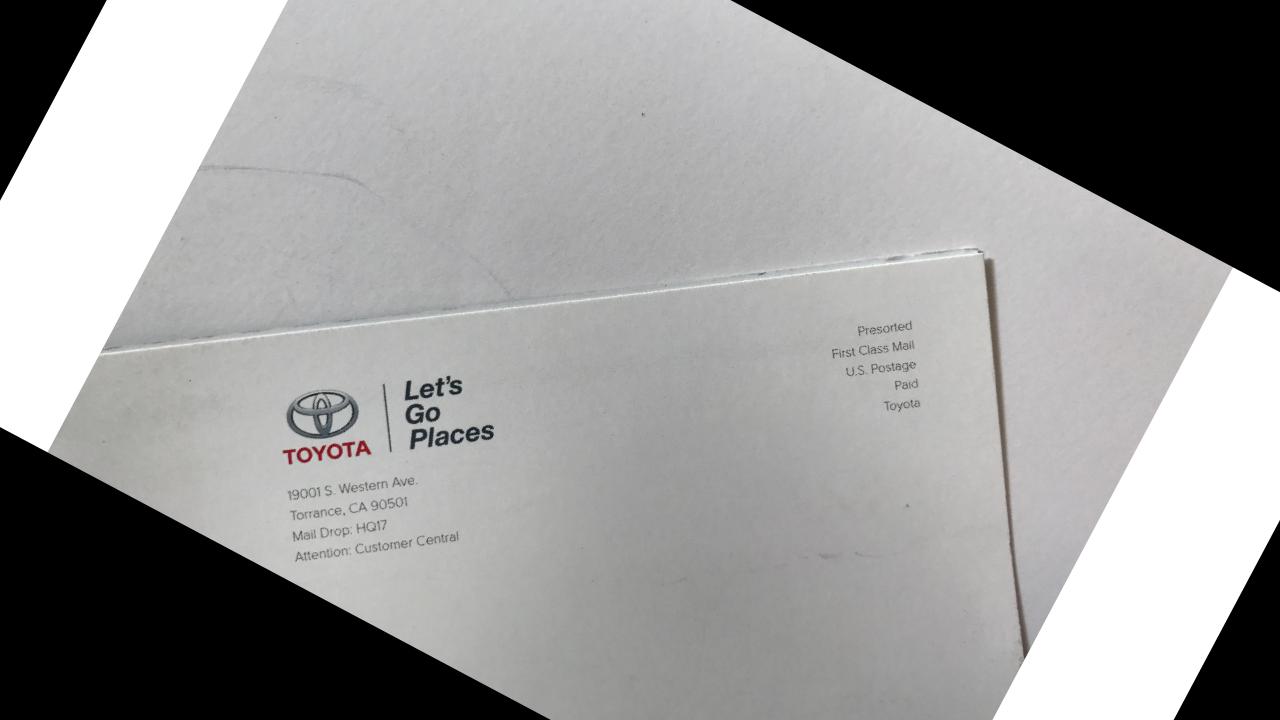 TOYOTA
Let's
Go
Places
19001 S. Western Ave.
Torrance, CA 90501
Mail Drop: HQ17
Attention: Customer Central
Presorted
First Class Mail
U.S. Postage
Paid
Toyota